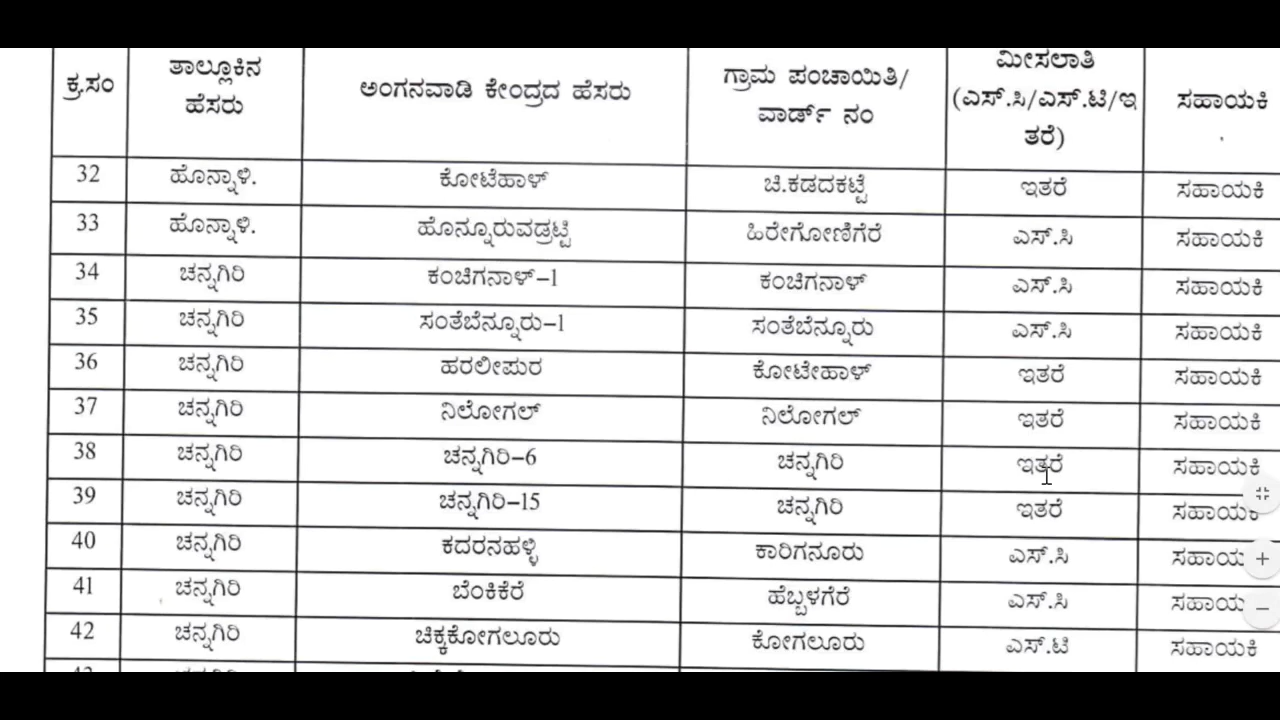 ಕ್ರ.ಸಂ ತಾಲ್ಲೂಕಿನ ಹೆಸರು ಅಂಗನವಾಡಿ ಕೇಂದ್ರದ ಹೆಸರು ಗ್ರಾಮ ಪಂಚಾಯಿತಿ/ ವಾರ್ಡ್ ನಂ ಮೀಸಲಾತಿ (ಎಸ್.ಸಿ/ಎಸ್.ಟಿ/ಇತರೆ) ಸಹಾಯಕಿ
32 ಹೊನ್ನಾಳಿ. ಕೋಟೆಹಾಳ್ ಚಿ.ಕಡದಕಟ್ಟೆ ಇತರೆ ಸಹಾಯಕಿ
33 ಹೊನ್ನಾಳಿ. ಹೊನ್ನೂರುವಡ್ರಟ್ಟಿ ಹಿರೇಗೋಣಿಗೆರೆ ಎಸ್.ಸಿ ಸಹಾಯಕಿ
34 ಚನ್ನಗಿರಿ ಕಂಚಿಗನಾಳ್–1 ಕಂಚಿಗನಾಳ್ ಎಸ್.ಸಿ ಸಹಾಯಕಿ
35 ಚನ್ನಗಿರಿ ಸಂತೆಬೆನ್ನೂರು–1 ಸಂತೆಬೆನ್ನೂರು ಎಸ್.ಸಿ ಸಹಾಯಕಿ
36 ಚನ್ನಗಿರಿ ಹರಲೀಪುರ ಕೋಟೇಹಾಳ್ ಇತರೆ ಸಹಾಯಕಿ
37 ಚನ್ನಗಿರಿ ನಿಲೋಗಲ್ ನಿಲೋಗಲ್ ಇತರೆ ಸಹಾಯಕಿ
38 ಚನ್ನಗಿರಿ ಚನ್ನಗಿರಿ–6 ಚನ್ನಗಿರಿ ಇತರೆ ಸಹಾಯಕಿ
39 ಚನ್ನಗಿರಿ ಚನ್ನಗಿರಿ–15 ಚನ್ನಗಿರಿ ಇತರೆ ಸಹಾಯಕಿ
40 ಚನ್ನಗಿರಿ ಕದರನಹಳ್ಳಿ ಕಾರಿಗನೂರು ಎಸ್.ಸಿ ಸಹಾಯ
41 ಚನ್ನಗಿರಿ ಬೆಂಕಿಕೆರೆ ಹೆಬ್ಬಳಗೆರೆ ಎಸ್.ಸಿ ಸಹಾಯ
42 ಚನ್ನಗಿರಿ ಚಿಕ್ಕಕೋಗಲೂರು ಕೋಗಲೂರು ಎಸ್.ಟಿ ಸಹಾಯಕಿ